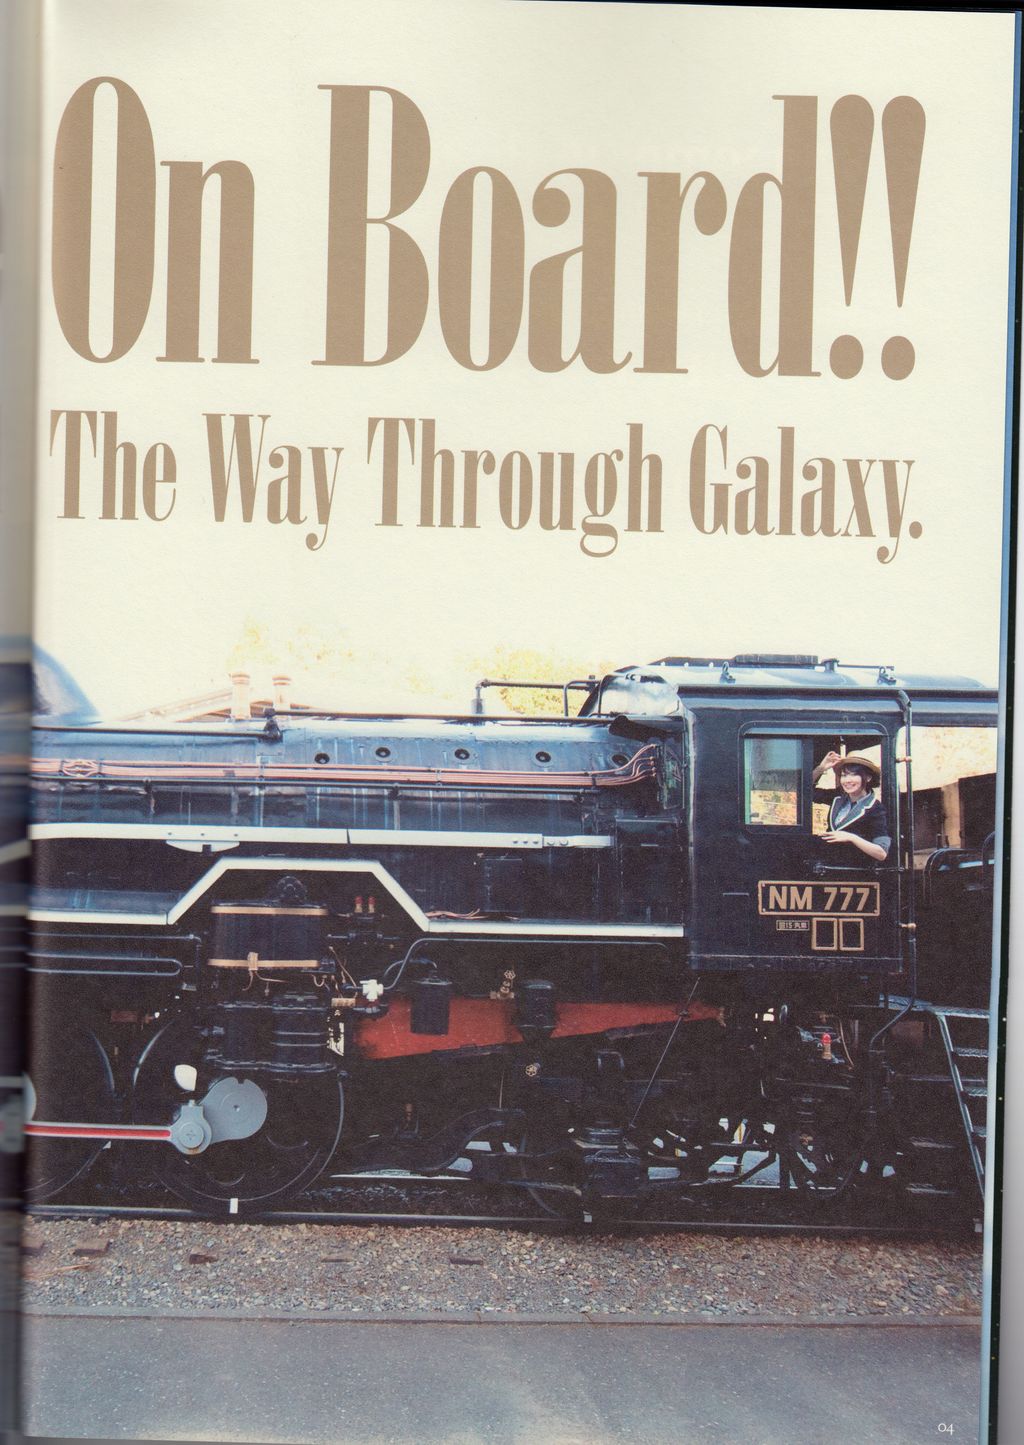 On Board!!
The Way Through Galaxy.
NM 777
04